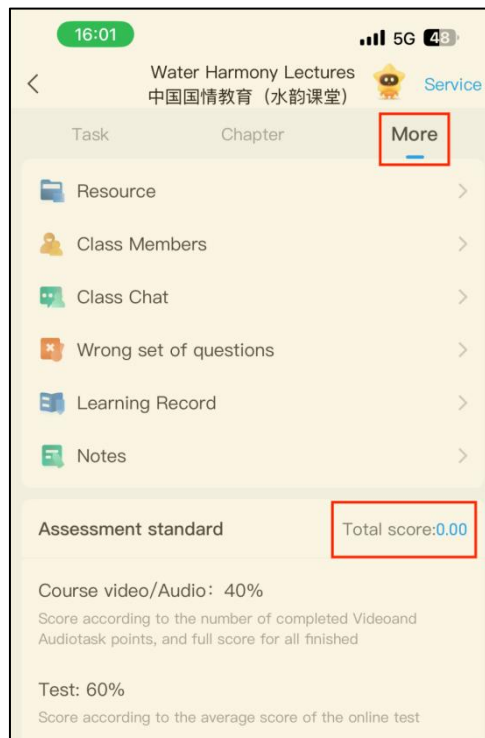 16:01
5G 48
Water Harmony Lectures
中国国情教育（水韵课堂）
Service
Task Chapter More
Resource
Class Members
Class Chat
Wrong set of questions
Learning Record
Notes
Assessment standard Total score:0.00
Course video/Audio：40%
Score according to the number of completed Videoand
Audiotask points, and full score for all finished
Test: 60%
Score according to the average score of the online test